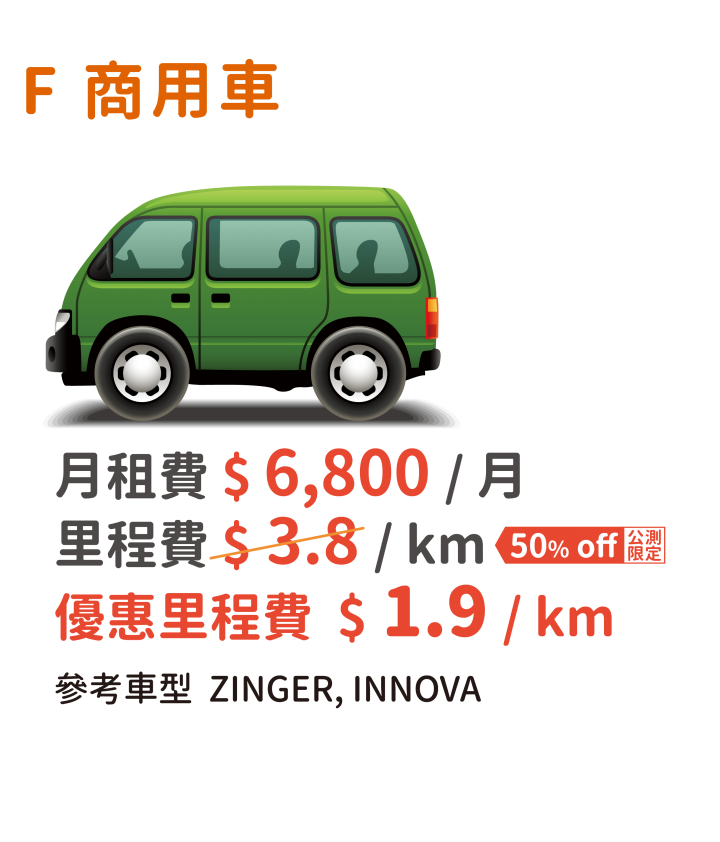 F 商用車
月租費 $ 6,800 / 月
里程費 $ 3.8 / km 50% off 公測限定
優惠里程費 $ 1.9 / km
參考車型 ZINGER, INNOVA